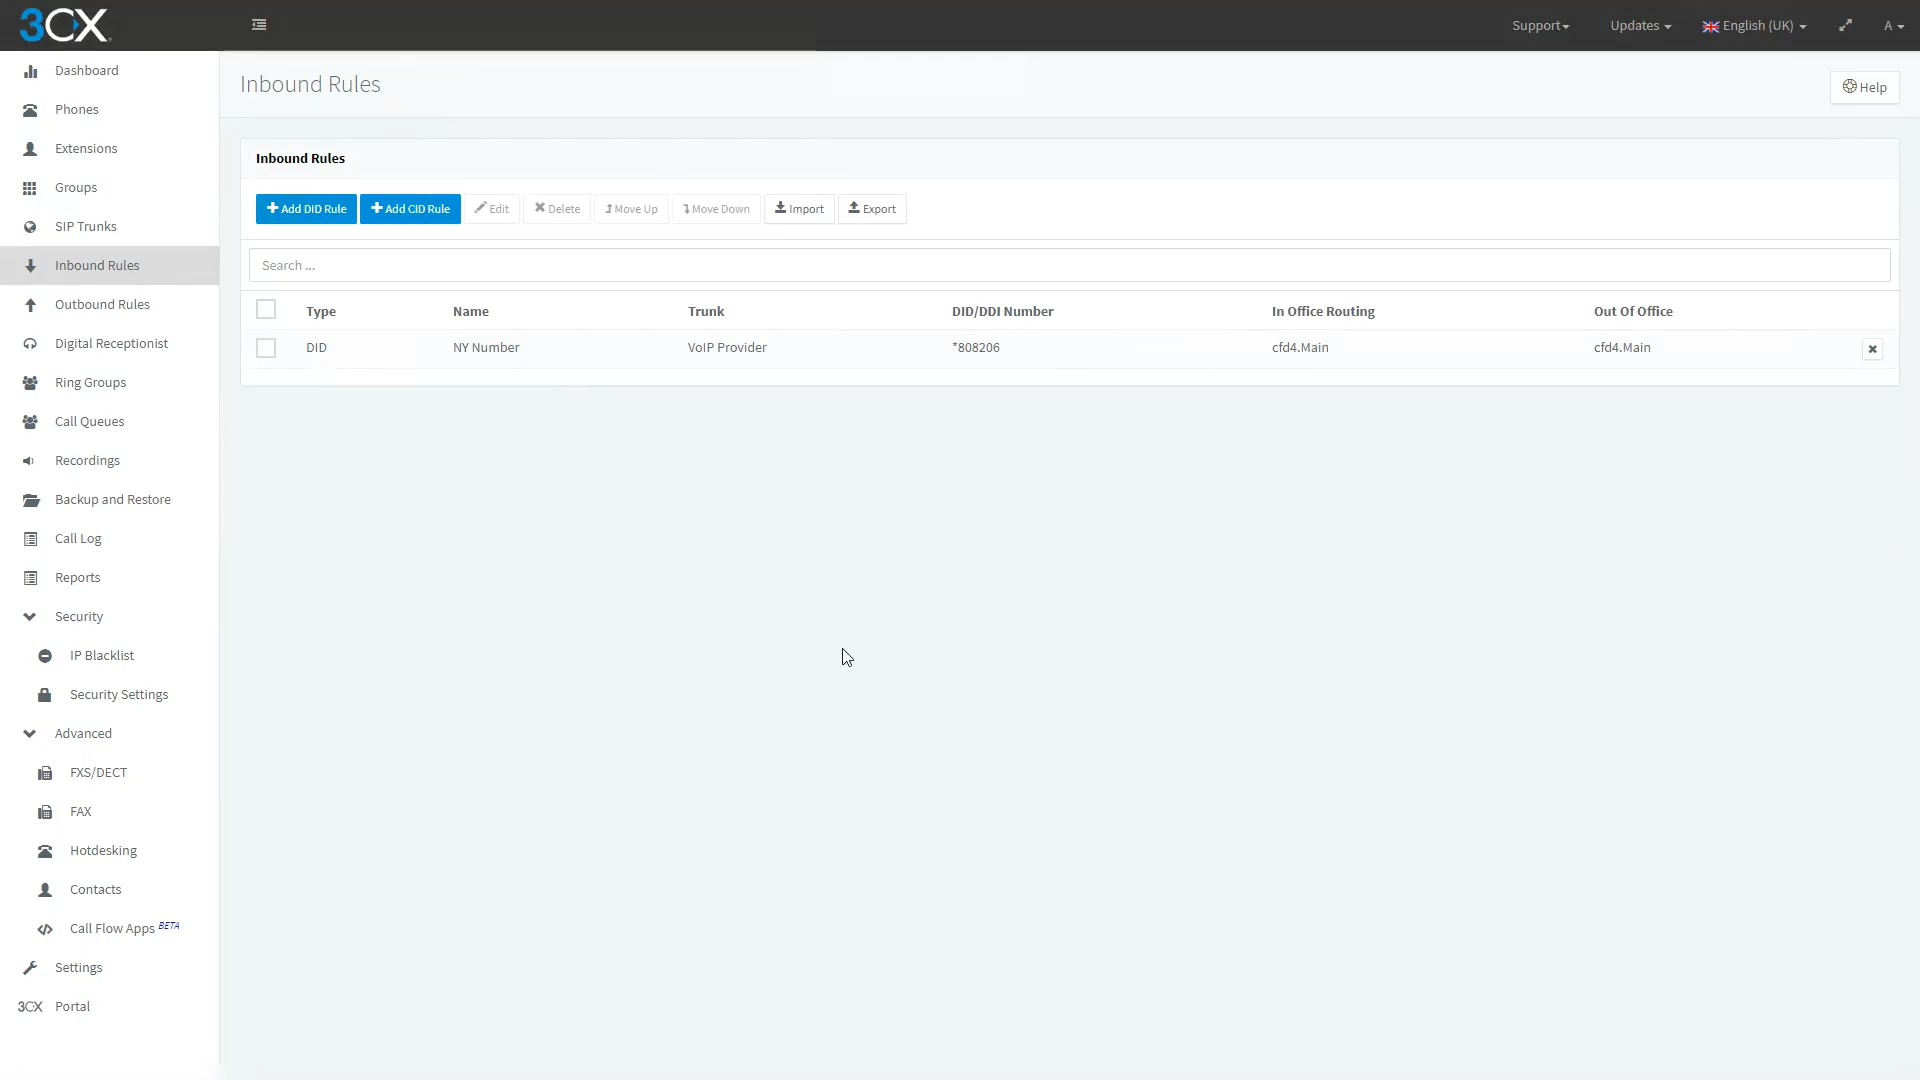 3CX
Support
Updates
English (UK)
A
Dashboard
Phones
Extensions
Groups
SIP Trunks
Inbound Rules
Outbound Rules
Digital Receptionist
Ring Groups
Call Queues
Recordings
Backup and Restore
Call Log
Reports
Security
IP Blacklist
Security Settings
Advanced
FXS/DECT
FAX
Hotdesking
Contacts
Call Flow Apps BETA
Settings
3CX Portal
Inbound Rules
Help
Inbound Rules
Add DID Rule Add CID Rule Edit Delete Move Up Move Down Import Export
Search ...
Type Name Trunk DID/DDI Number In Office Routing Out Of Office
DID NY Number VoIP Provider *808206 cfd4.Main cfd4.Main